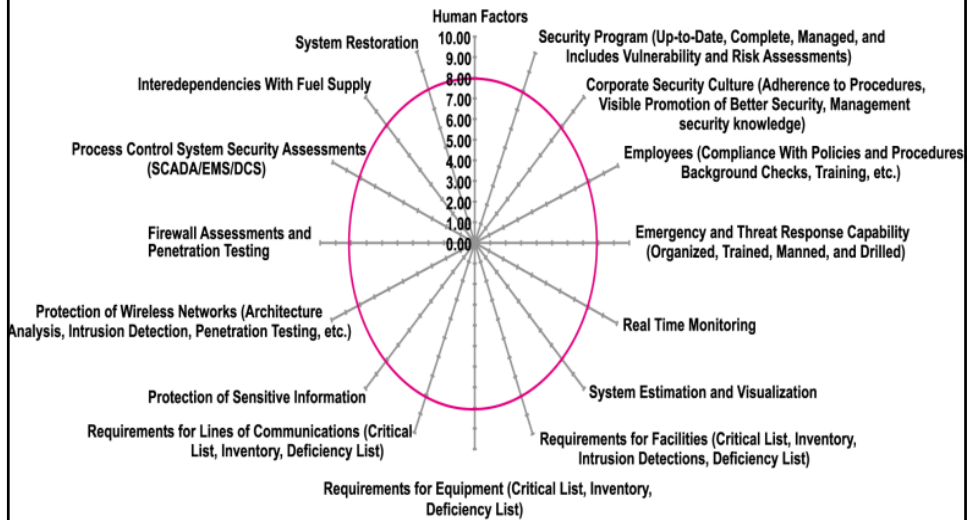 Human Factors
10.00
9.00
8.00
7.00
6.00
5.00
4.00
3.00
2.00
1.00
0.00
Security Program (Up-to-Date, Complete, Managed, and
Includes Vulnerability and Risk Assessments)
Corporate Security Culture (Adherence to Procedures,
Visible Promotion of Better Security, Management
security knowledge)
Employees (Compliance With Policies and Procedures
Background Checks, Training, etc.)
Emergency and Threat Response Capability
(Organized, Trained, Manned, and Drilled)
Real Time Monitoring
System Estimation and Visualization
Requirements for Facilities (Critical List, Inventory,
Intrusion Detections, Deficiency List)
Requirements for Equipment (Critical List, Inventory,
Deficiency List)
Requirements for Lines of Communications (Critical
List, Inventory, Deficiency List)
Protection of Sensitive Information
Protection of Wireless Networks (Architecture
Analysis, Intrusion Detection, Penetration Testing, etc.)
Firewall Assessments and
Penetration Testing
Process Control System Security Assessments
(SCADA/EMS/DCS)
Interedependencies With Fuel Supply
System Restoration